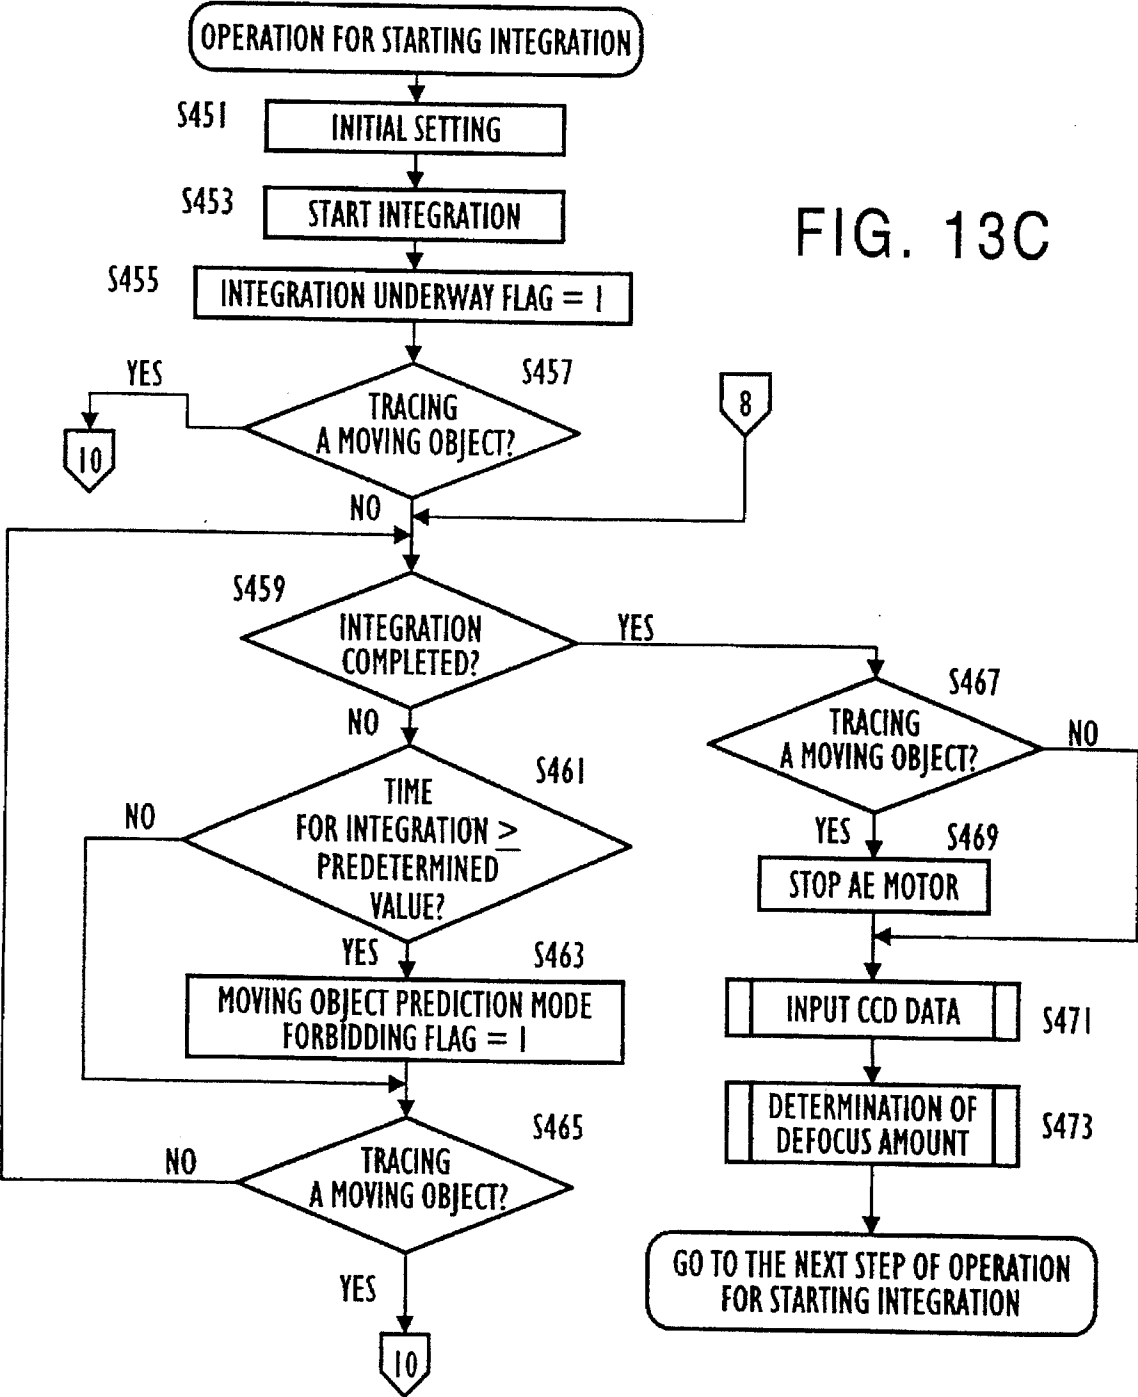 OPERATION FOR STARTING INTEGRATION
S451
INITIAL SETTING
S453
START INTEGRATION
FIG. 13C
S455
INTEGRATION UNDERWAY FLAG = 1
S457
YES
TRACING
A MOVING OBJECT?
8
10
NO
S459
INTEGRATION
COMPLETED?
YES
NO
S467
TRACING
A MOVING OBJECT?
NO
S461
TIME
FOR INTEGRATION ≥
PREDETERMINED
VALUE?
NO
YES
S469
STOP AE MOTOR
YES
S463
MOVING OBJECT PREDICTION MODE
FORBIDDING FLAG = 1
INPUT CCD DATA
S471
S465
TRACING
A MOVING OBJECT?
NO
DETERMINATION OF
DEFOCUS AMOUNT
S473
YES
10
GO TO THE NEXT STEP OF OPERATION
FOR STARTING INTEGRATION